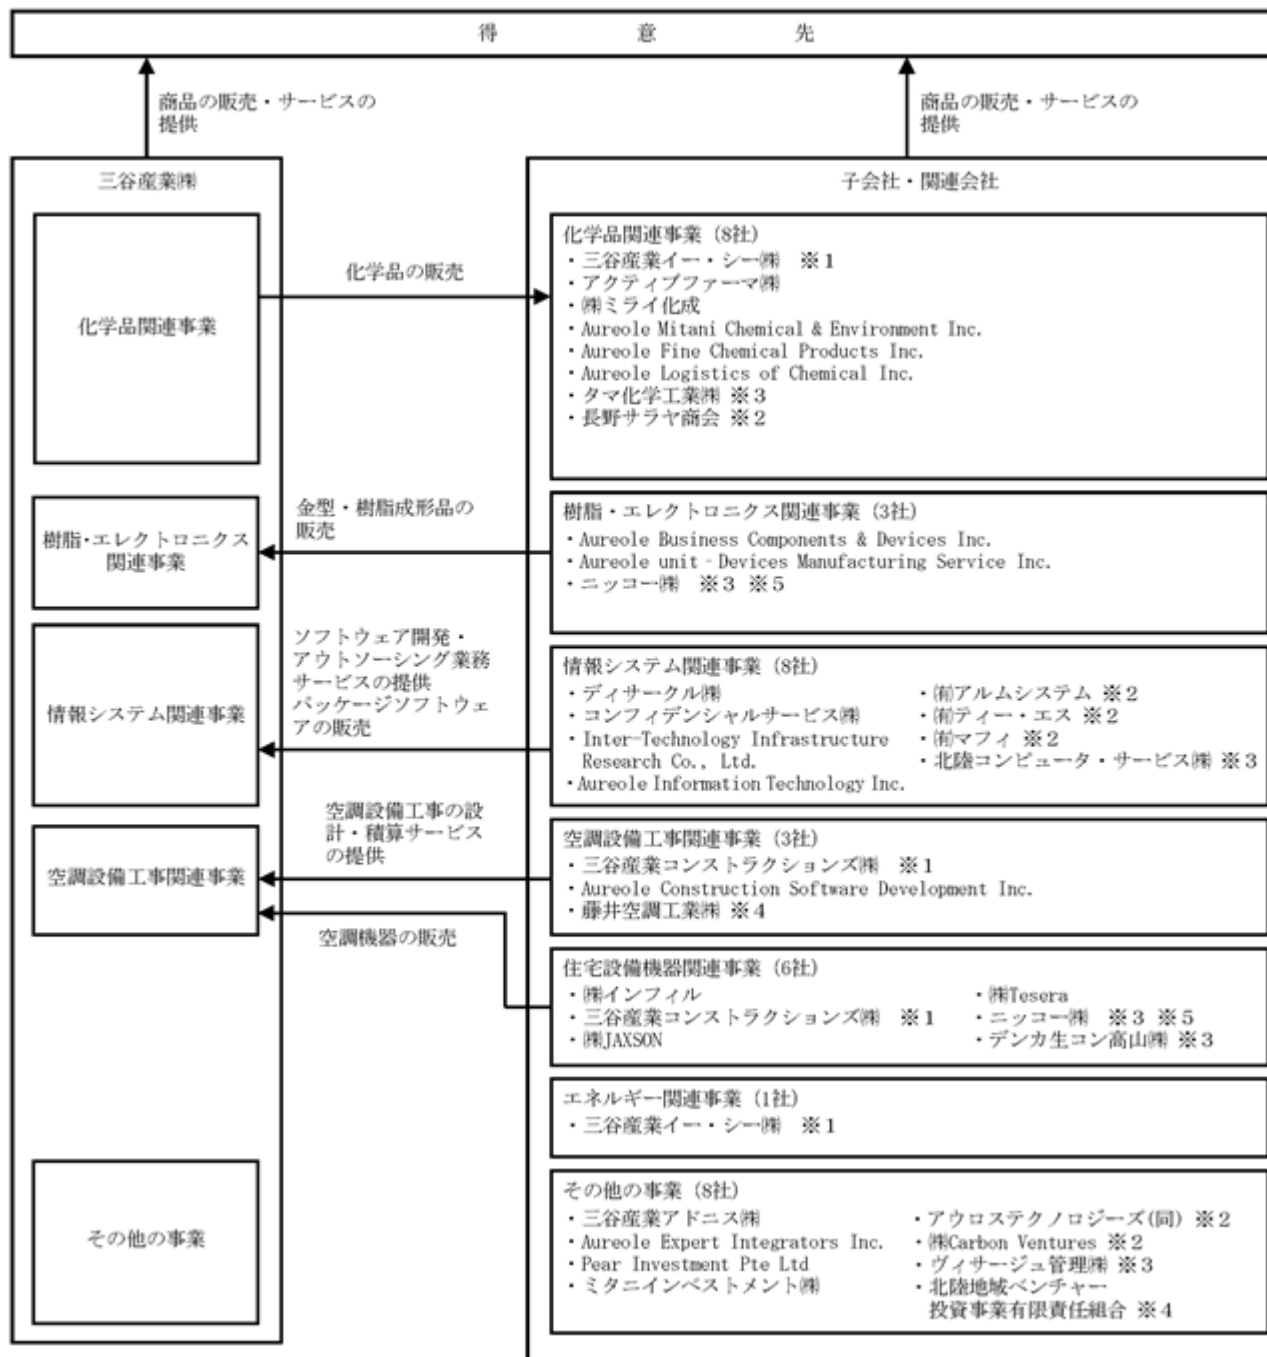 得意先
商品の販売・サービスの
提供
商品の販売・サービスの
提供
三谷産業㈱
子会社・関連会社
化学品関連事業
化学品の販売
化学品関連事業 (8社)
・三谷産業イー・シー㈱ ※１
・アクティブファーマ㈱
・㈱ミライ化成
・Aureole Mitani Chemical & Environment Inc.
・Aureole Fine Chemical Products Inc.
・Aureole Logistics of Chemical Inc.
・タマ化学工業㈱ ※３
・長野サラヤ商会 ※２
樹脂・エレクトロニクス
関連事業
金型・樹脂成形品の
販売
樹脂・エレクトロニクス関連事業 (3社)
・Aureole Business Components & Devices Inc.
・Aureole unit‐Devices Manufacturing Service Inc.
・ニッコー㈱ ※３ ※５
情報システム関連事業
ソフトウェア開発・
アウトソーシング業務
サービスの提供
パッケージソフトウェ
アの販売
情報システム関連事業 (8社)
・ディサークル㈱
・コンフィデンシャルサービス㈱
・Inter-Technology Infrastructure
Research Co., Ltd.
・Aureole Information Technology Inc.
・㈲アルムシステム ※２
・㈲ティー・エス ※２
・㈲マフィ ※２
・北陸コンピュータ・サービス㈱ ※３
空調設備工事関連事業
空調設備工事の設
計・積算サービス
の提供
空調設備工事関連事業 (3社)
・三谷産業コンストラクションズ㈱ ※１
・Aureole Construction Software Development Inc.
・藤井空調工業㈱ ※４
空調機器の販売
住宅設備機器関連事業 (6社)
・㈱インフィル
・三谷産業コンストラクションズ㈱ ※１
・㈱JAXSON
・㈱Tesera
・ニッコー㈱ ※３ ※５
・デンカ生コン高山㈱ ※３
エネルギー関連事業 (1社)
・三谷産業イー・シー㈱ ※１
その他の事業
その他の事業 (8社)
・三谷産業アドニス㈱
・Aureole Expert Integrators Inc.
・Pear Investment Pte Ltd
・ミタニインベストメント㈱
・アウロステクノロジーズ(同) ※２
・㈱Carbon Ventures ※２
・ヴィサージュ管理㈱ ※３
・北陸地域ベンチャー
投資事業有限責任組合 ※４